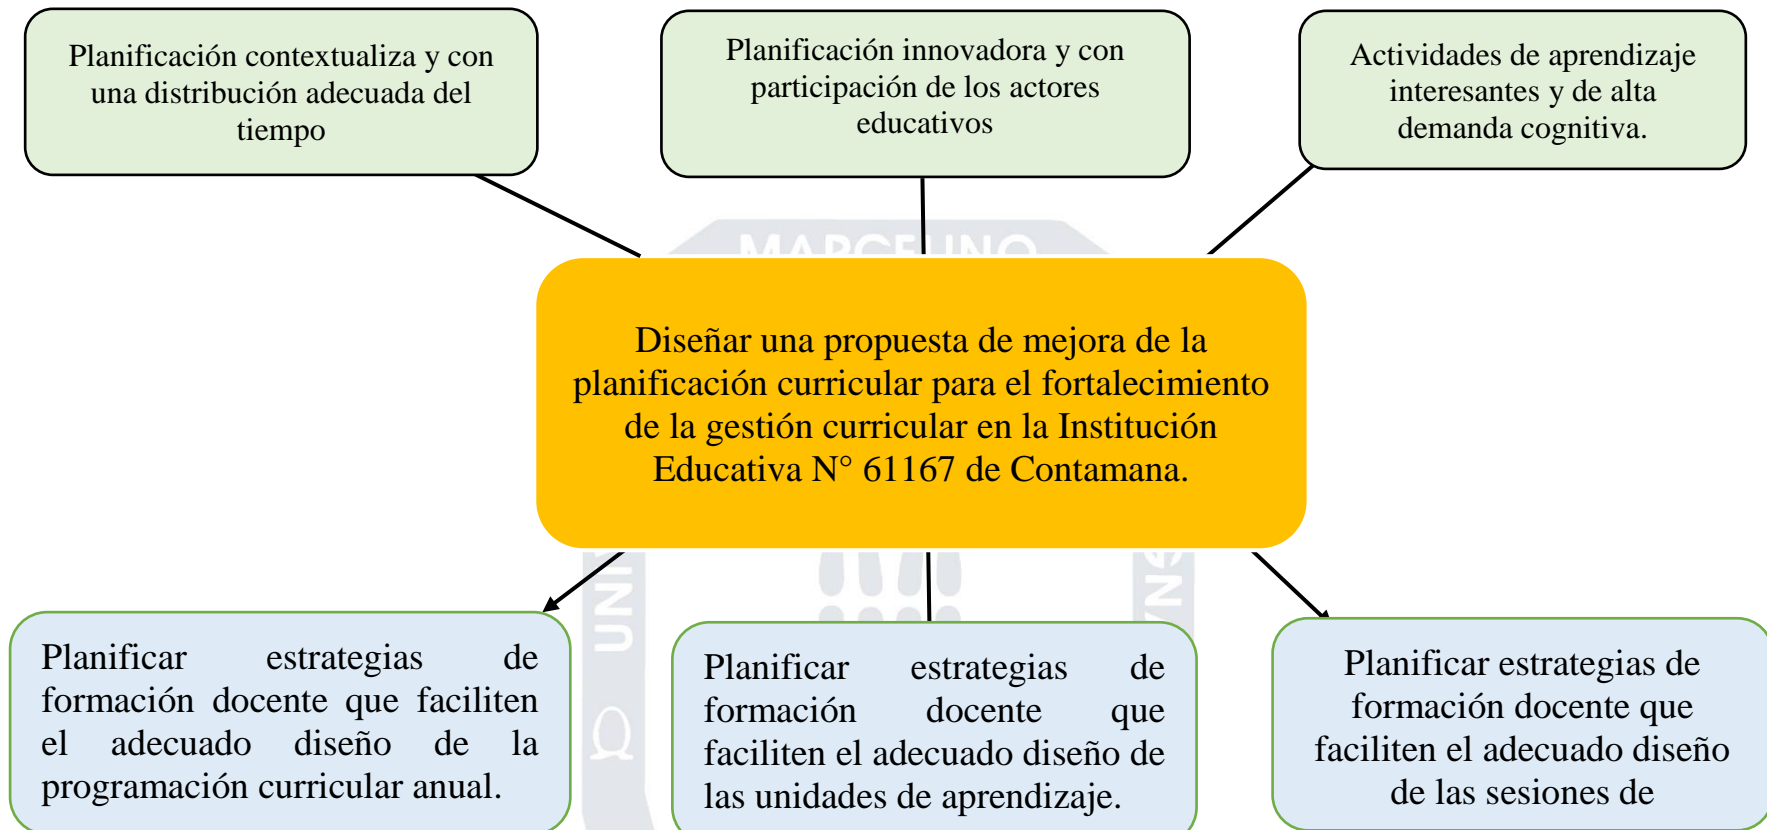 Planificación contextualiza y con
una distribución adecuada del
tiempo
Planificación innovadora y con
participación de los actores
educativos
Actividades de aprendizaje
interesantes y de alta
demanda cognitiva.
Diseñar una propuesta de mejora de la
planificación curricular para el fortalecimiento
de la gestión curricular en la Institución
Educativa N° 61167 de Contamana.
Planificar estrategias de
formación docente que faciliten
el adecuado diseño de la
programación curricular anual.
Planificar estrategias de
formación docente que
faciliten el adecuado diseño de
las unidades de aprendizaje.
Planificar estrategias de
formación docente que
faciliten el adecuado diseño
de las sesiones de